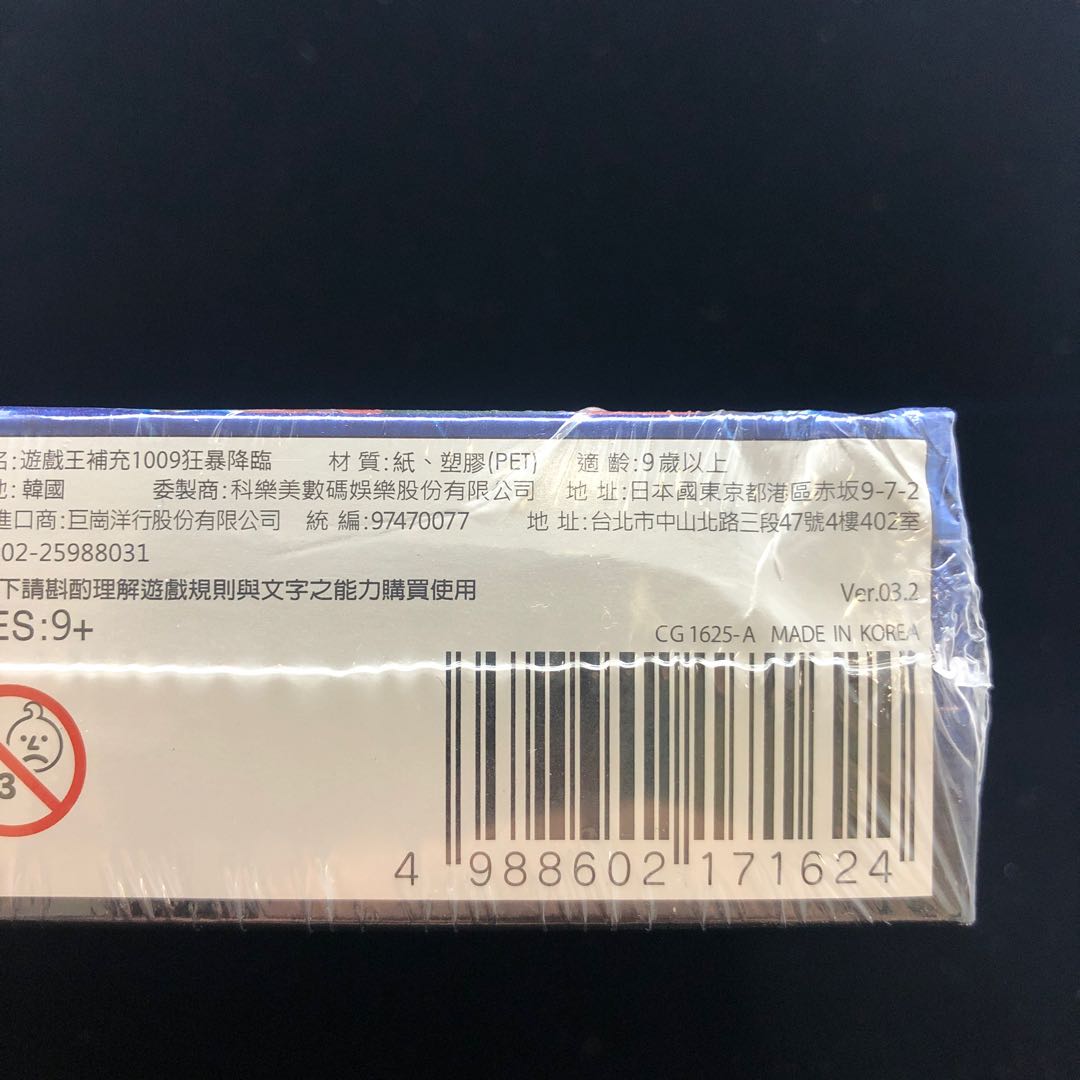 名:遊戲王補充1009狂暴降臨 材 質:紙、塑膠(PET) 適 齡:9歲以上
地:韓國 委製商:科樂美數碼娛樂股份有限公司 地 址:日本國東京都港區赤坂9-7-2
進口商:巨崗洋行股份有限公司 統 編:97470077 地 址:台北市中山北路三段47號4樓402室
02-25988031
下請斟酌理解遊戲規則與文字之能力購買使用
Ver.03.2
ES:9+
CG1625-A MADE IN KOREA
3
4 988602 171624